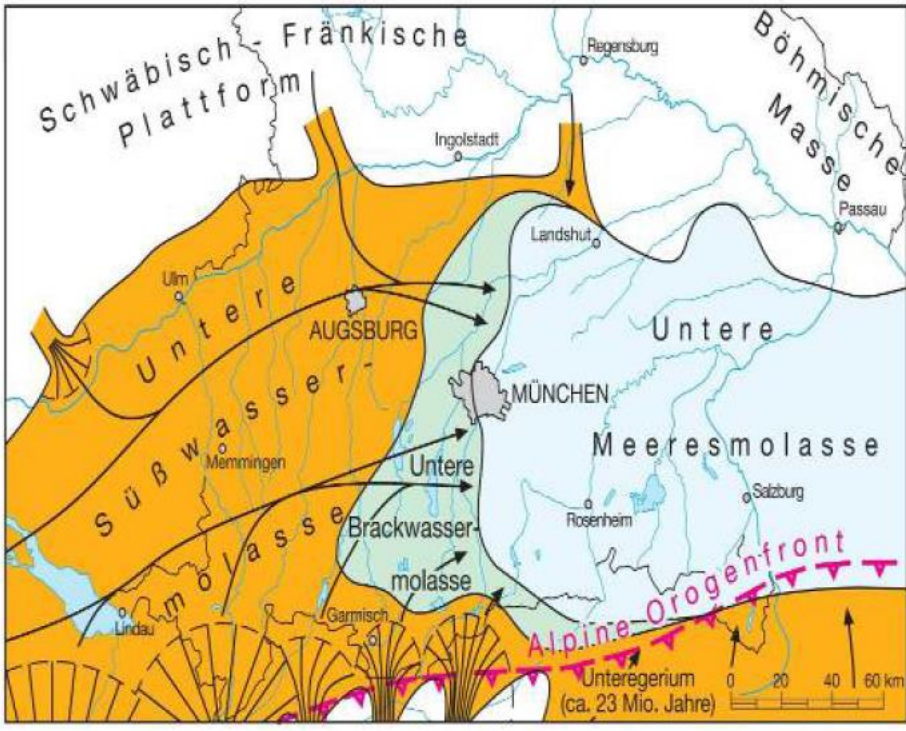 Schwäbisch - Fränkische
Plattform
Regensburg
Böhmische
Masse
Ingolstadt
Passau
Landshut
Ulm
Untere
AUGSBURG
Untere
Süßwasser-
MÜNCHEN
Meeresmolasse
Memmingen
Untere
Salzburg
Rosenheim
Brackwasser-
molasse
molasse
Garmisch
Lindau
Alpine Orogenfront
Unteregerium
(ca. 23 Mio. Jahre)
0 20 40 60 km